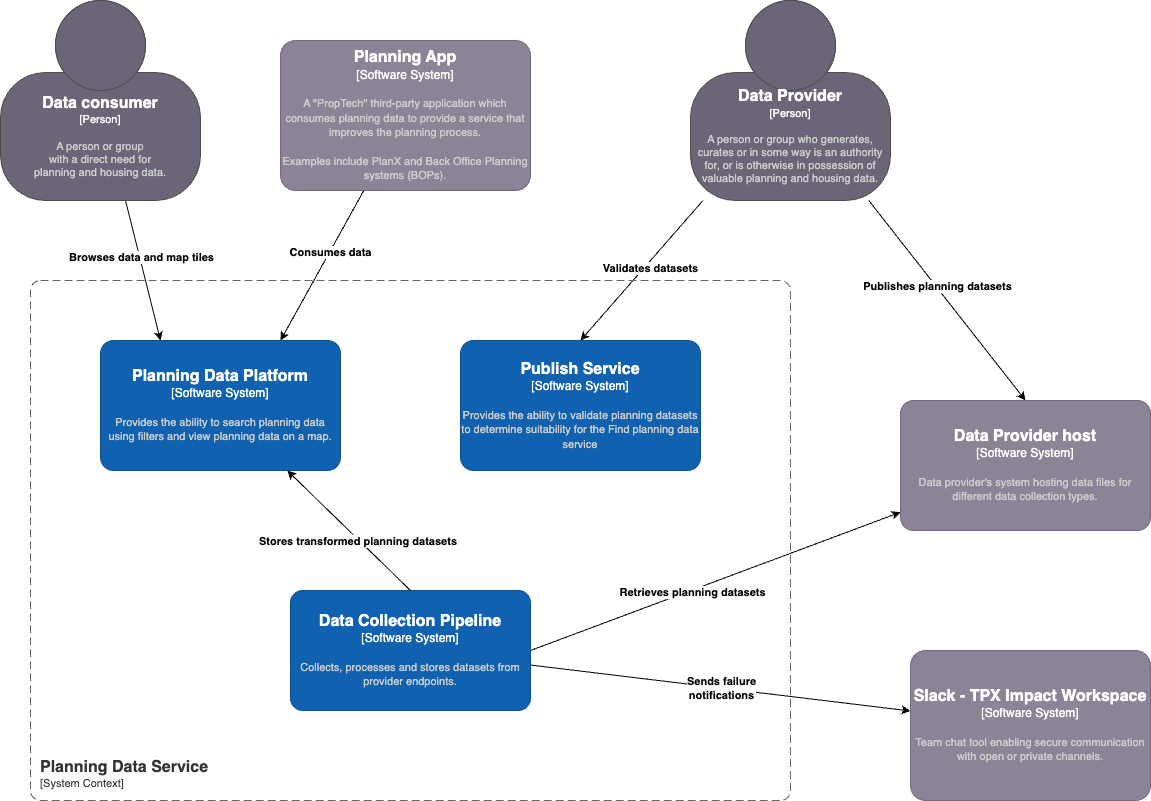 Data consumer
[Person]
A person or group
with a direct need for
planning and housing data.
Planning App
[Software System]
A "PropTech" third-party application which
consumes planning data to provide a service that
improves the planning process.
Examples include PlanX and Back Office Planning
systems (BOPs).
Data Provider
[Person]
A person or group who generates,
curates or in some way is an authority
for, or is otherwise in possession of
valuable planning and housing data.
Browses data and map tiles
Consumes data
Validates datasets
Publishes planning datasets
Planning Data Platform
[Software System]
Provides the ability to search planning data
using filters and view planning data on a map.
Publish Service
[Software System]
Provides the ability to validate planning datasets
to determine suitability for the Find planning data
service
Data Provider host
[Software System]
Data provider's system hosting data files for
different data collection types.
Stores transformed planning datasets
Retrieves planning datasets
Data Collection Pipeline
[Software System]
Collects, processes and stores datasets from
provider endpoints.
Sends failure
notifications
Slack - TPX Impact Workspace
[Software System]
Team chat tool enabling secure communication
with open or private channels.
Planning Data Service
[System Context]